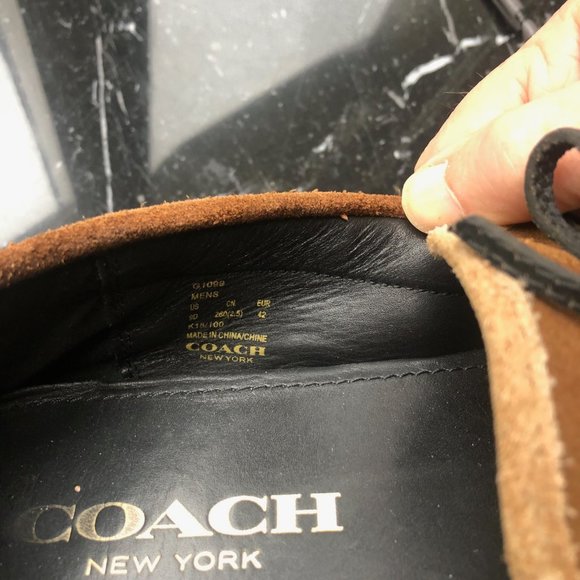 G1099
MENS
US CN. EUR
9D 260(2.5) 42
K18/100
MADE IN CHINA/CHINE
COACH
NEW YORK
COACH
NEW YORK